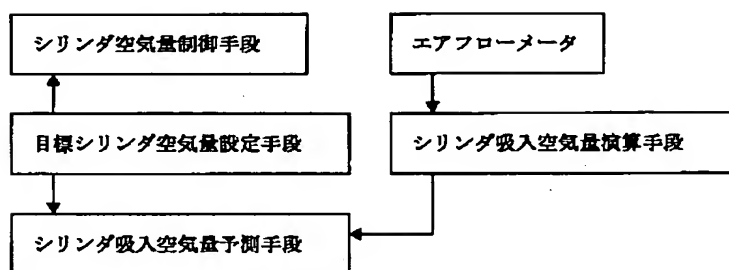 シリンダ空気量制御手段
エアフローメータ
目標シリンダ空気量設定手段
シリンダ吸入空気量演算手段
シリンダ吸入空気量予測手段